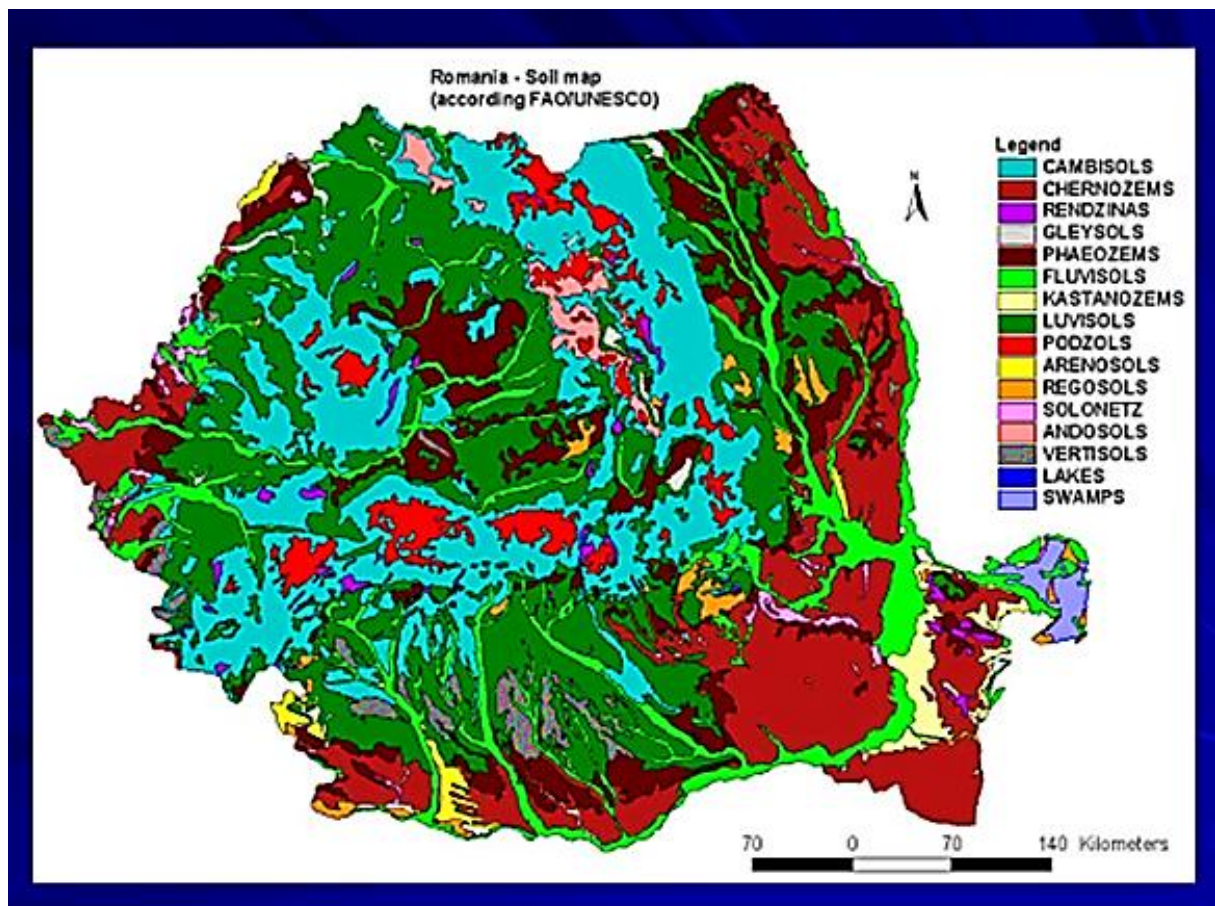 Romania - Soil map
(according FAO/UNESCO)
Legend
CAMBISOLS
CHERNOZEMS
RENDZINAS
GLEYSOLS
PHAEOZEMS
FLUVISOLS
KASTANOZEMS
LUVISOLS
PODZOLS
ARENOSOLS
REGOSOLS
SOLONETZ
ANDOSOLS
VERTISOLS
LAKES
SWAMPS
N
70 0 70 140 Kilometers